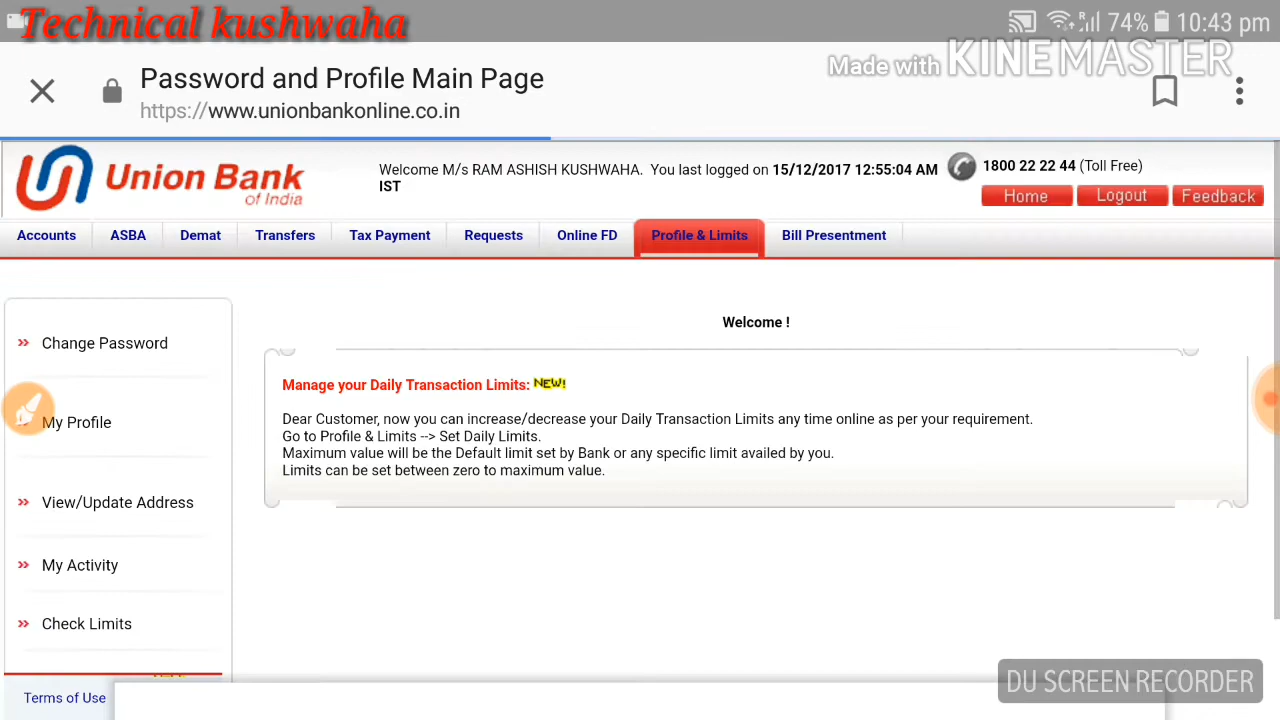 Technical kushwaha
74% 10:43 pm
Made with KINEMASTER
Password and Profile Main Page
https://www.unionbankonline.co.in
Union Bank
of India
Welcome M/s RAM ASHISH KUSHWAHA. You last logged on 15/12/2017 12:55:04 AM
IST
1800 22 22 44 (Toll Free)
Home Logout Feedback
Accounts ASBA Demat Transfers Tax Payment Requests Online FD Profile & Limits Bill Presentment
Welcome !
Change Password
My Profile
View/Update Address
My Activity
Check Limits
Manage your Daily Transaction Limits: NEW!
Dear Customer, now you can increase/decrease your Daily Transaction Limits any time online as per your requirement.
Go to Profile & Limits --> Set Daily Limits.
Maximum value will be the Default limit set by Bank or any specific limit availed by you.
Limits can be set between zero to maximum value.
Terms of Use
DU SCREEN RECORDER